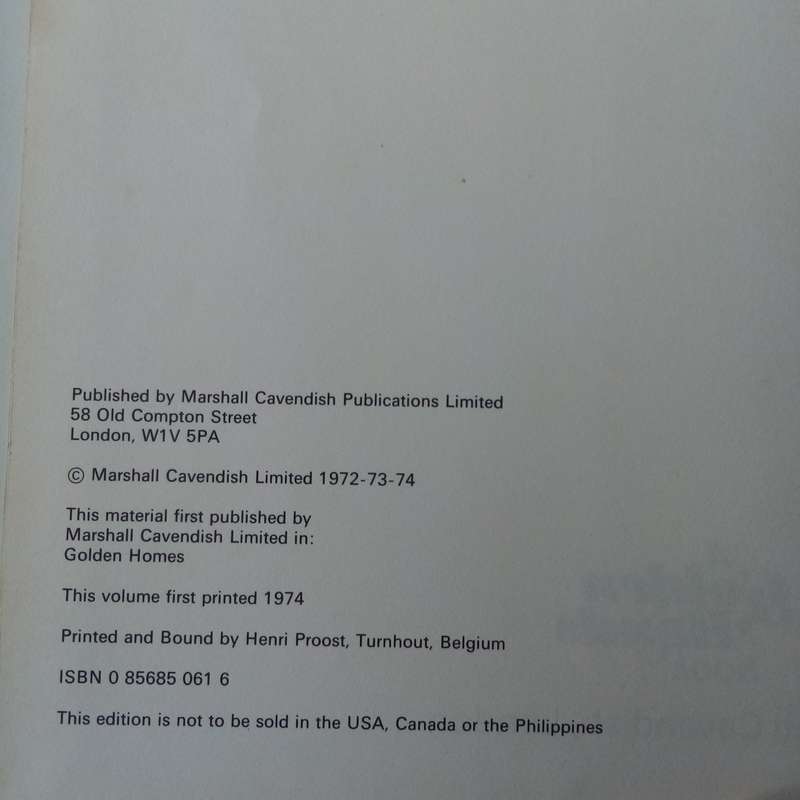 Published by Marshall Cavendish Publications Limited
58 Old Compton Street
London, W1V 5PA
© Marshall Cavendish Limited 1972-73-74
This material first published by
Marshall Cavendish Limited in:
Golden Homes
This volume first printed 1974
Printed and Bound by Henri Proost, Turnhout, Belgium
ISBN 0 85685 061 6
This edition is not to be sold in the USA, Canada or the Philippines